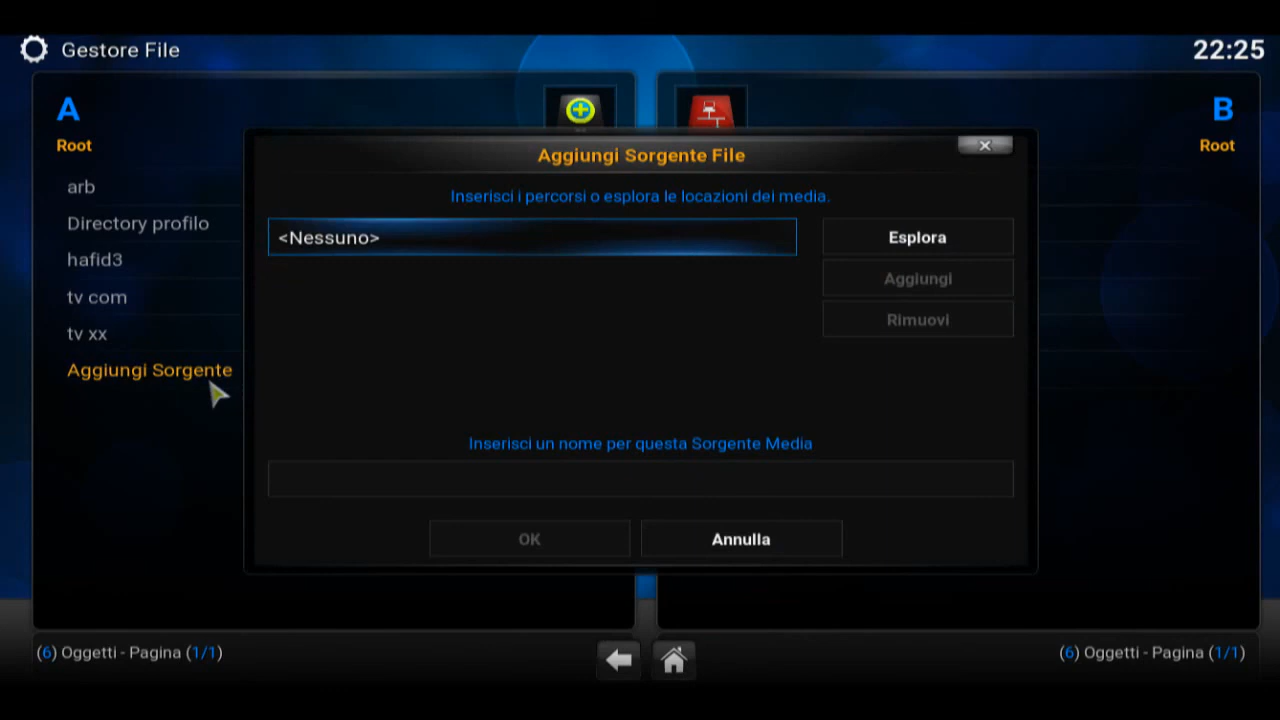 Gestore File
22:25
A
B
Root
Root
arb
Directory profilo
hafid3
tv com
tv xx
Aggiungi Sorgente
Aggiungi Sorgente File
Inserisci i percorsi o esplora le locazioni dei media.
<Nessuno>
Esplora
Aggiungi
Rimuovi
Inserisci un nome per questa Sorgente Media
OK
Annulla
(6) Oggetti - Pagina (1/1)
(6) Oggetti - Pagina (1/1)